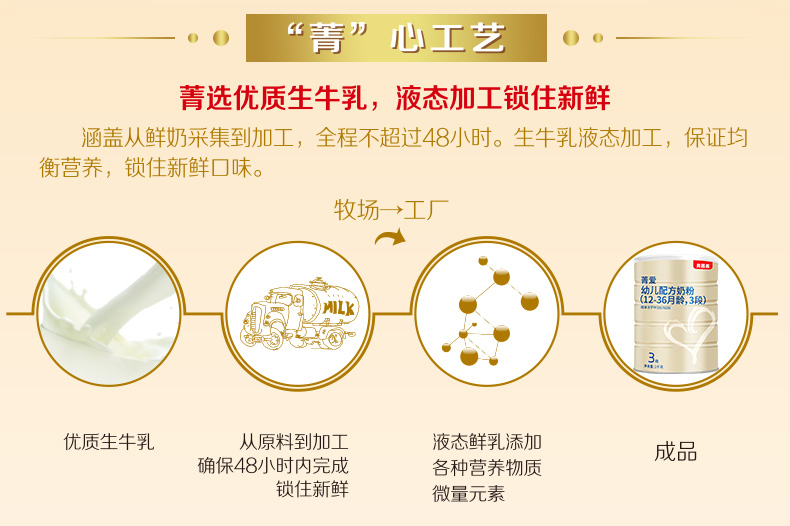 “菁”心工艺
菁选优质生牛乳，液态加工锁住新鲜
涵盖从鲜奶采集到加工，全程不超过48小时。生牛乳液态加工，保证均
衡营养，锁住新鲜口味。
牧场→工厂
MILK
菁爱
幼儿配方奶粉
（12-36月龄，3段）
3段
优质生牛乳
从原料到加工
确保48小时内完成
锁住新鲜
液态鲜乳添加
各种营养物质
微量元素
成品